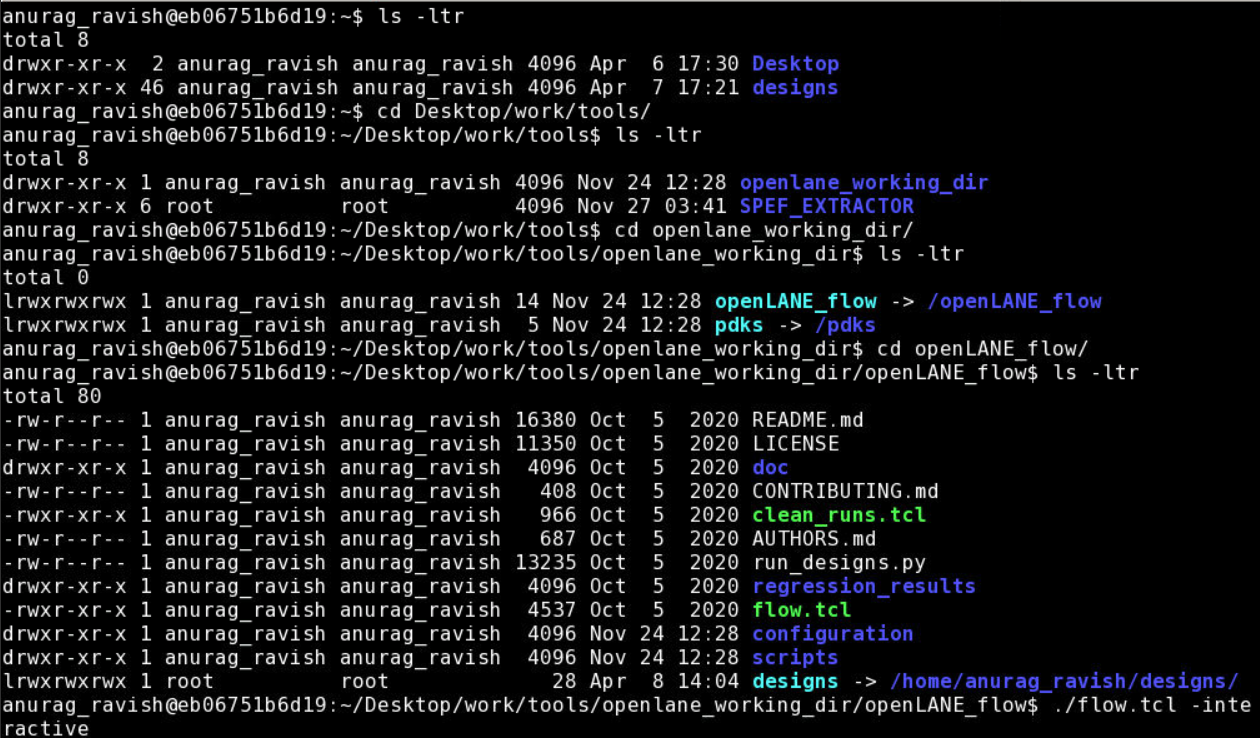 anurag_ravish@eb06751b6d19:~$ ls -ltr
total 8
drwxr-xr-x  2 anurag_ravish anurag_ravish 4096 Apr  6 17:30 Desktop
drwxr-xr-x 46 anurag_ravish anurag_ravish 4096 Apr  7 17:21 designs
anurag_ravish@eb06751b6d19:~$ cd Desktop/work/tools/
anurag_ravish@eb06751b6d19:~/Desktop/work/tools$ ls -ltr
total 8
drwxr-xr-x 1 anurag_ravish anurag_ravish 4096 Nov 24 12:28 openlane_working_dir
drwxr-xr-x 6 root          root          4096 Nov 27 03:41 SPEF_EXTRACTOR
anurag_ravish@eb06751b6d19:~/Desktop/work/tools$ cd openlane_working_dir/
anurag_ravish@eb06751b6d19:~/Desktop/work/tools/openlane_working_dir$ ls -ltr
total 0
lrwxrwxrwx 1 anurag_ravish anurag_ravish 14 Nov 24 12:28 openLANE_flow -> /openLANE_flow
lrwxrwxrwx 1 anurag_ravish anurag_ravish  5 Nov 24 12:28 pdks -> /pdks
anurag_ravish@eb06751b6d19:~/Desktop/work/tools/openlane_working_dir$ cd openLANE_flow/
anurag_ravish@eb06751b6d19:~/Desktop/work/tools/openlane_working_dir/openLANE_flow$ ls -ltr
total 80
-rw-r--r-- 1 anurag_ravish anurag_ravish 16380 Oct  5  2020 README.md
-rw-r--r-- 1 anurag_ravish anurag_ravish 11350 Oct  5  2020 LICENSE
drwxr-xr-x 1 anurag_ravish anurag_ravish  4096 Oct  5  2020 doc
-rw-r--r-- 1 anurag_ravish anurag_ravish   408 Oct  5  2020 CONTRIBUTING.md
-rwxr-xr-x 1 anurag_ravish anurag_ravish   966 Oct  5  2020 clean_runs.tcl
-rw-r--r-- 1 anurag_ravish anurag_ravish   687 Oct  5  2020 AUTHORS.md
-rw-r--r-- 1 anurag_ravish anurag_ravish 13235 Oct  5  2020 run_designs.py
drwxr-xr-x 1 anurag_ravish anurag_ravish  4096 Oct  5  2020 regression_results
-rwxr-xr-x 1 anurag_ravish anurag_ravish  4537 Oct  5  2020 flow.tcl
drwxr-xr-x 1 anurag_ravish anurag_ravish  4096 Nov 24 12:28 configuration
drwxr-xr-x 1 anurag_ravish anurag_ravish  4096 Nov 24 12:28 scripts
lrwxrwxrwx 1 root          root            28 Apr  8 14:04 designs -> /home/anurag_ravish/designs/
anurag_ravish@eb06751b6d19:~/Desktop/work/tools/openlane_working_dir/openLANE_flow$ ./flow.tcl -inte
ractive